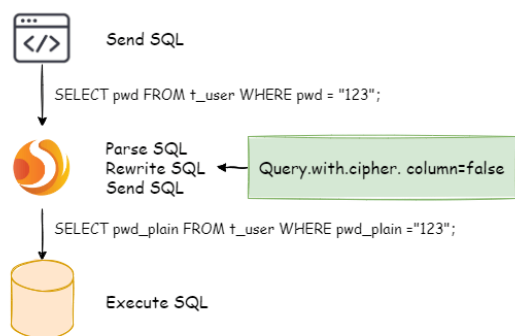 </>
Send SQL
SELECT pwd FROM t_user WHERE pwd = "123";
Parse SQL
Rewrite SQL
Send SQL
Query.with.cipher. column=false
SELECT pwd_plain FROM t_user WHERE pwd_plain ="123";
Execute SQL